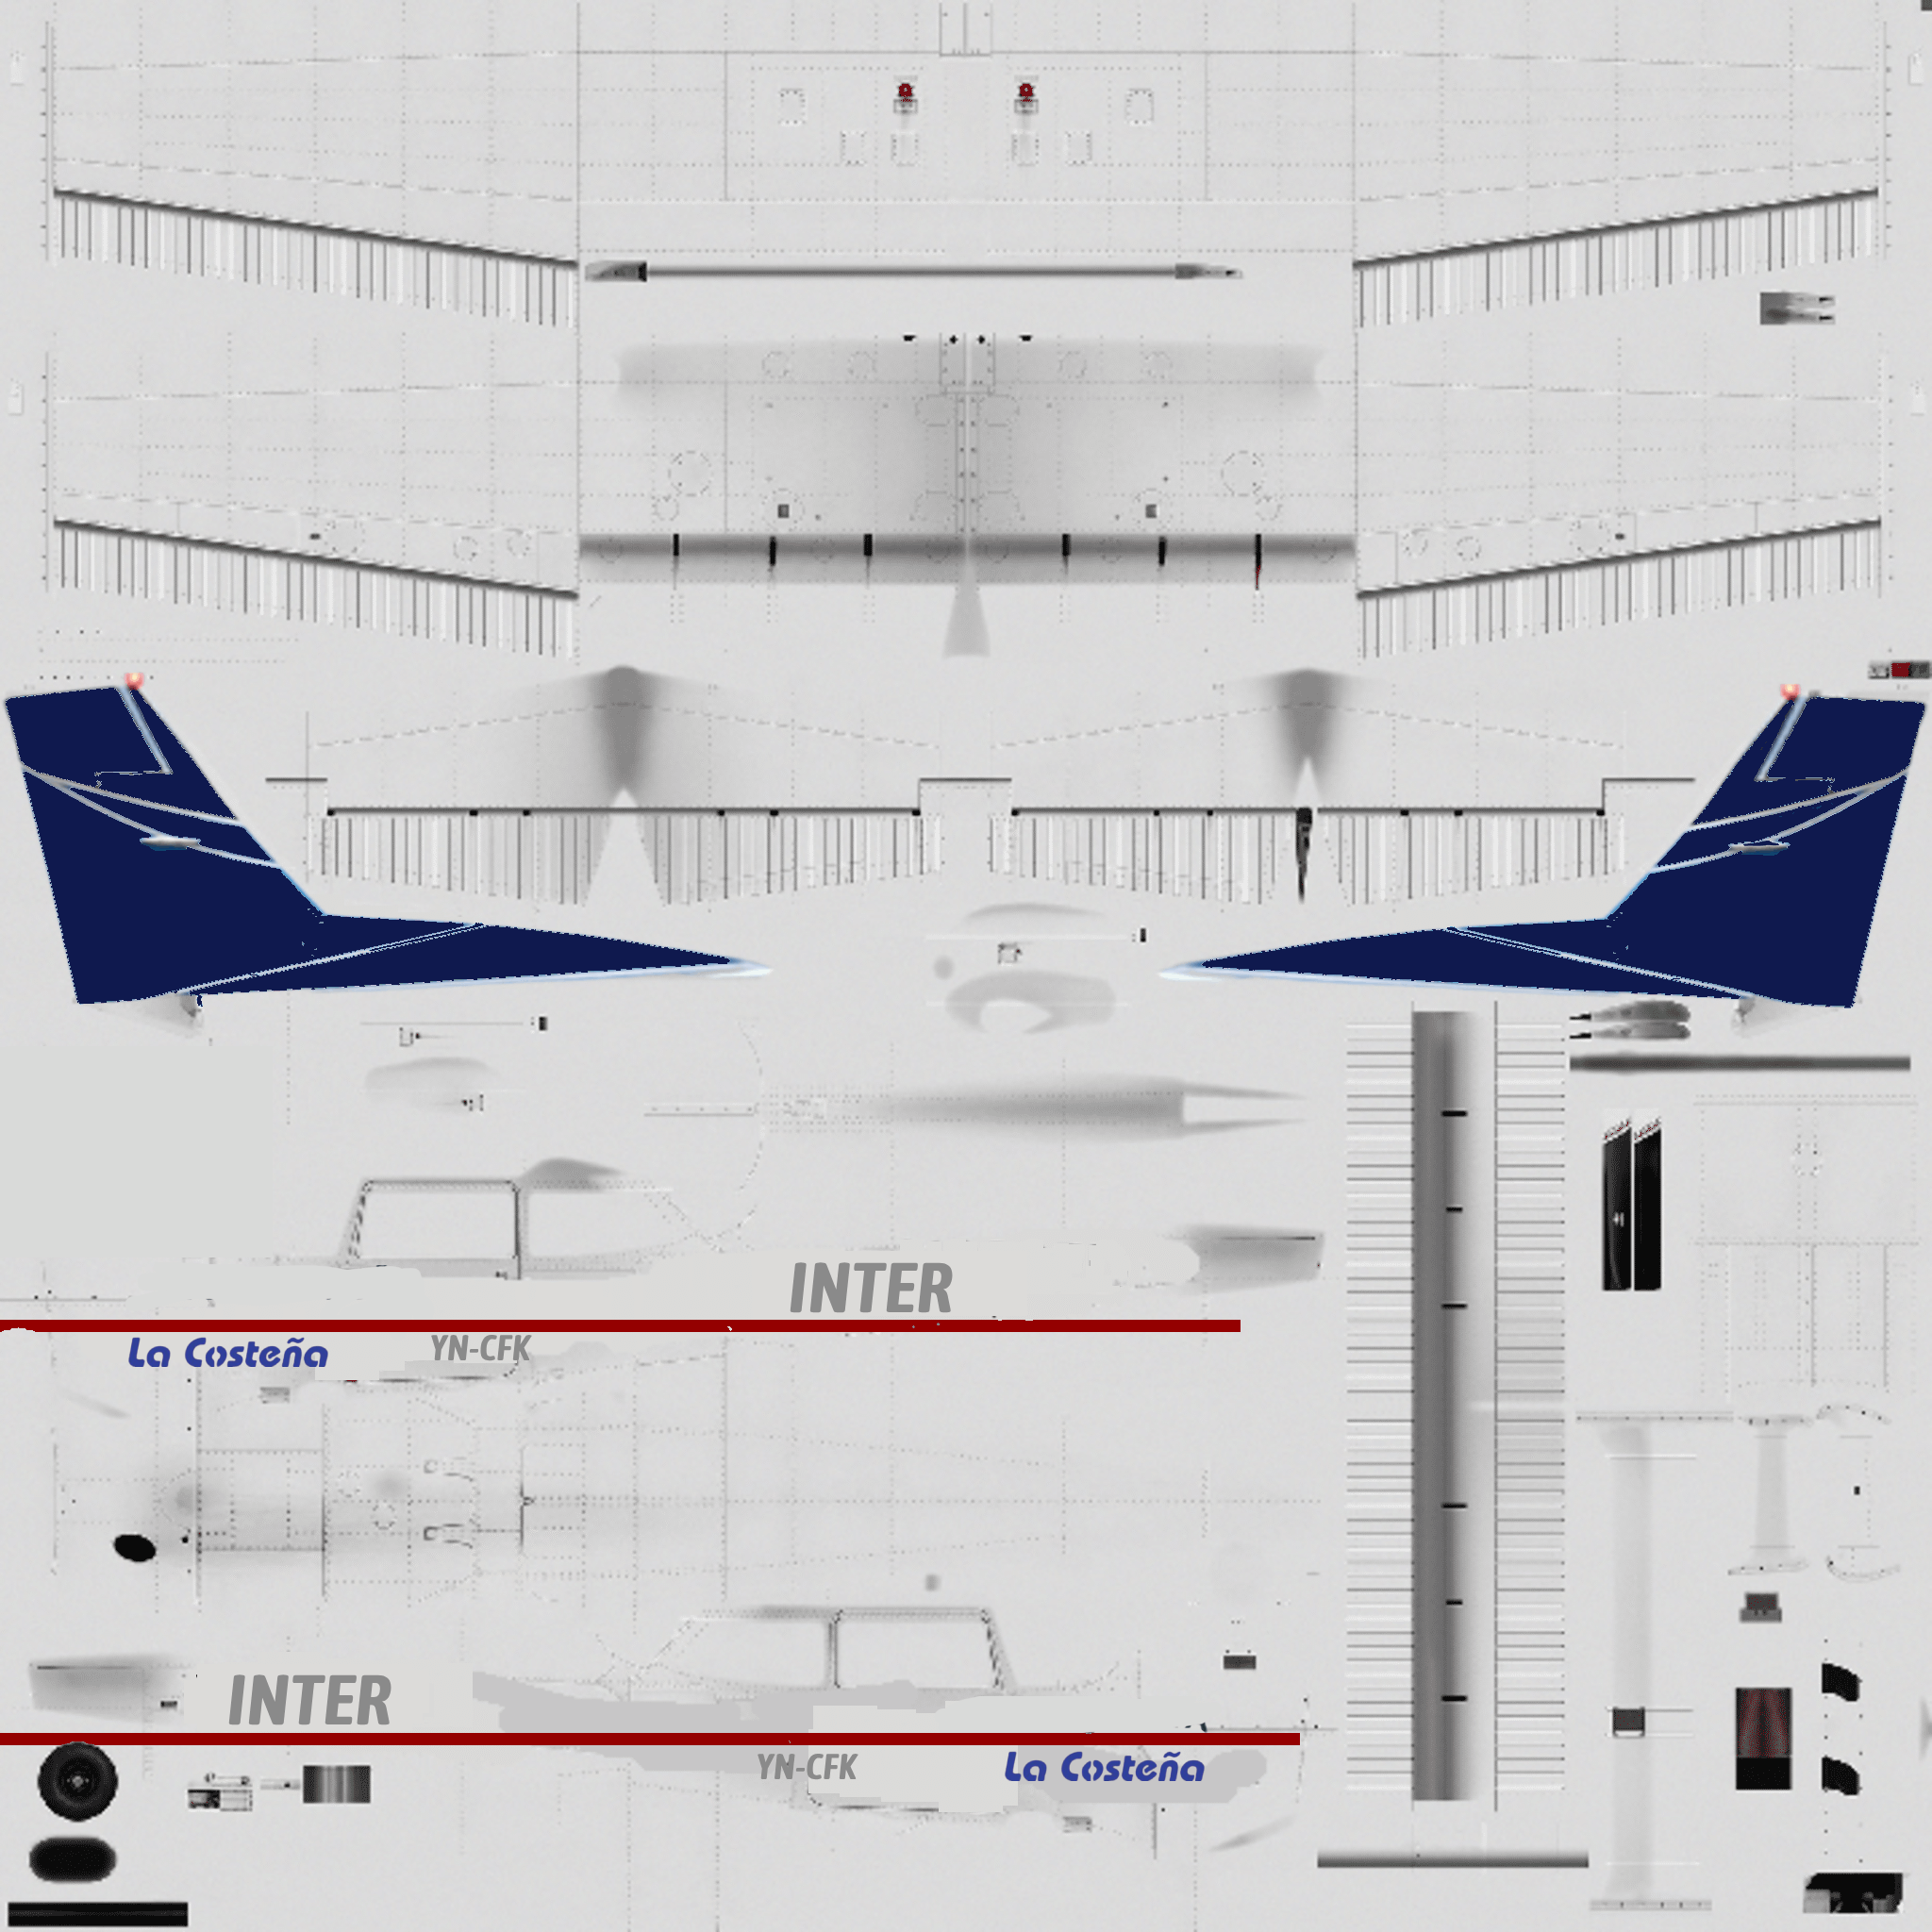 INTER
La Costeña
YN-CFK
INTER
YN-CFK
La Costeña